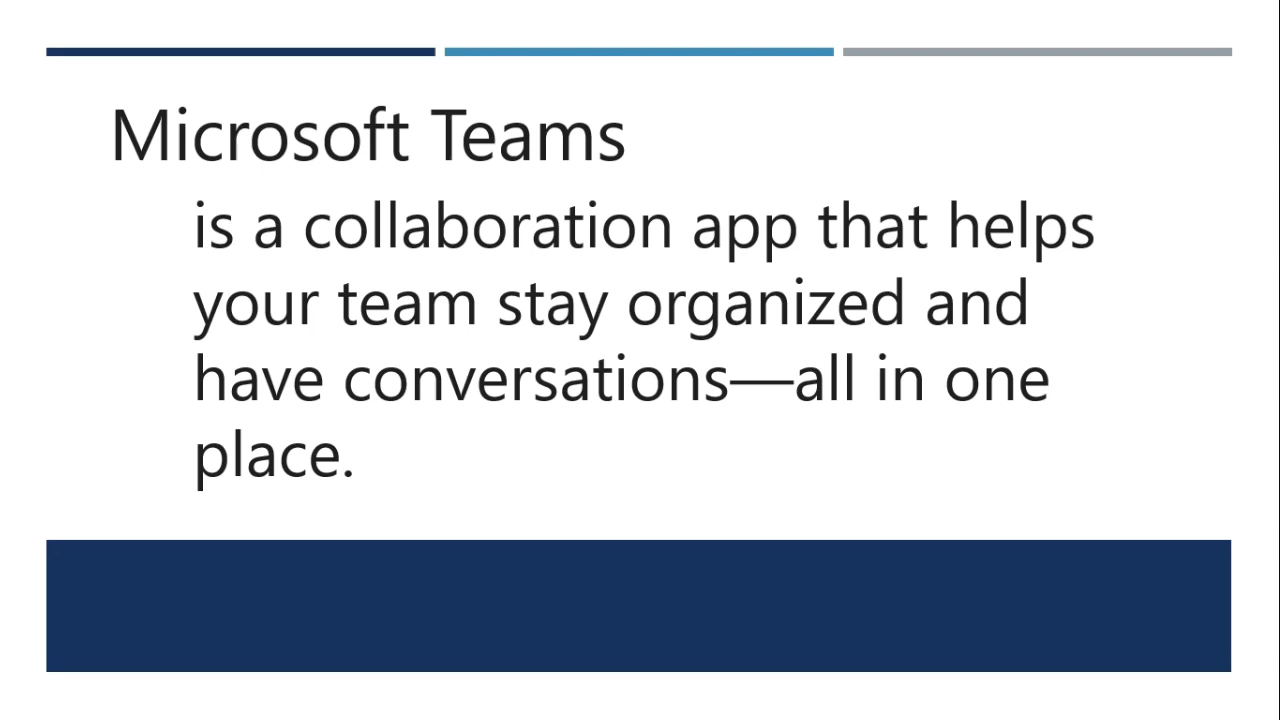 Microsoft Teams
is a collaboration app that helps
your team stay organized and
have conversations—all in one
place.